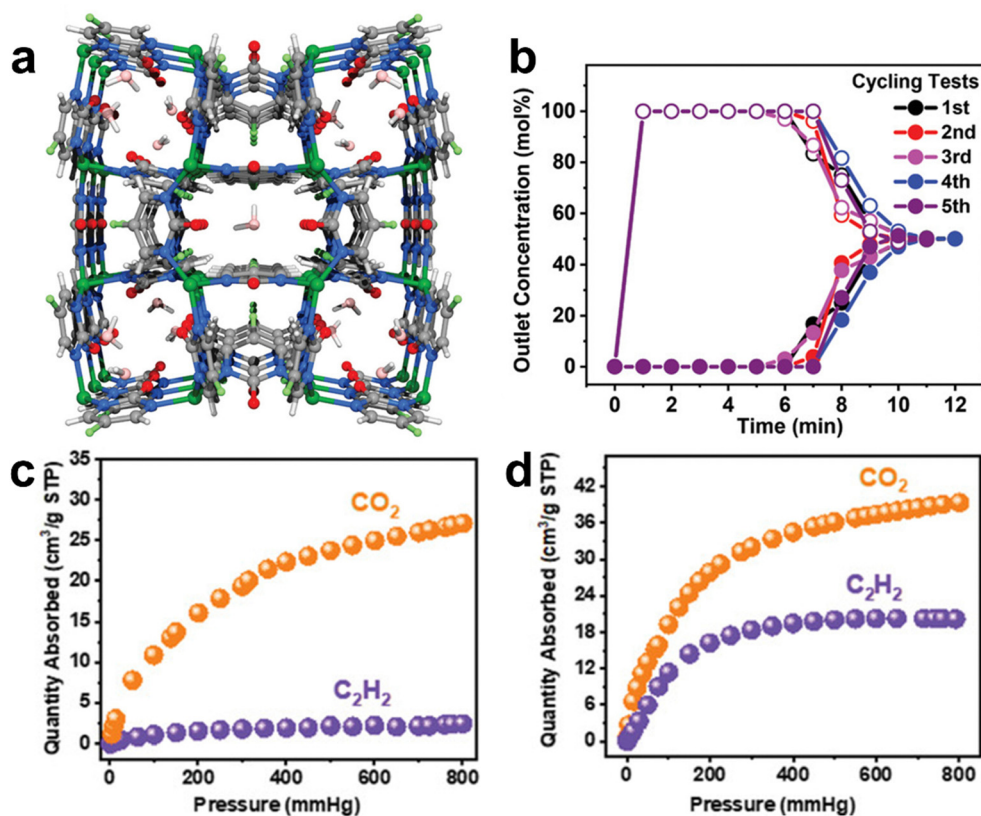 a
b
Cycling Tests
1st
2nd
3rd
4th
5th
Outlet Concentration (mol%)
100
80
60
40
20
0
0 2 4 6 8 10 12
Time (min)
c
CO₂
C₂H₂
Quantity Absorbed (cm³/g STP)
35
30
25
20
15
10
5
0
0 200 400 600 800
Pressure (mmHg)
d
CO₂
C₂H₂
Quantity Absorbed (cm³/g STP)
42
36
30
24
18
12
6
0
0 200 400 600 800
Pressure (mmHg)